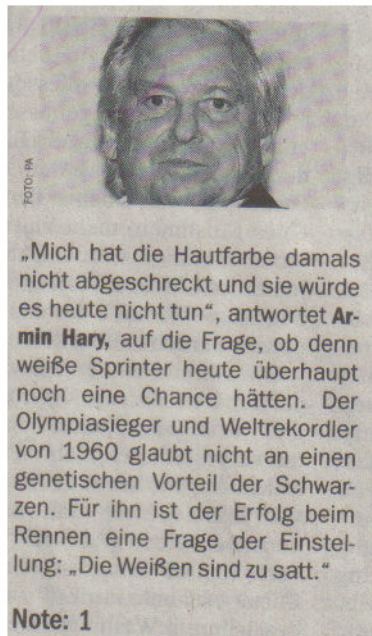 FOTO: PA
„Mich hat die Hautfarbe damals
nicht abgeschreckt und sie würde
es heute nicht tun“, antwortet Ar-
min Hary, auf die Frage, ob denn
weiße Sprinter heute überhaupt
noch eine Chance hätten. Der
Olympiasieger und Weltrekordler
von 1960 glaubt nicht an einen
genetischen Vorteil der Schwar-
zen. Für ihn ist der Erfolg beim
Rennen eine Frage der Einstel-
lung: „Die Weißen sind zu satt.“
Note: 1